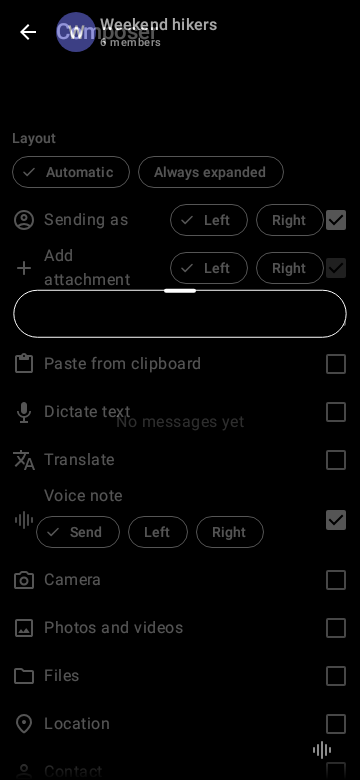 Weekend hikers
Composer
6 members
W
Layout
Automatic
Always expanded
Sending as
Left
Right
Add
attachment
Left
Right
Paste from clipboard
Dictate text
No messages yet
Translate
Voice note
Send
Left
Right
Camera
Photos and videos
Files
Location
Contact